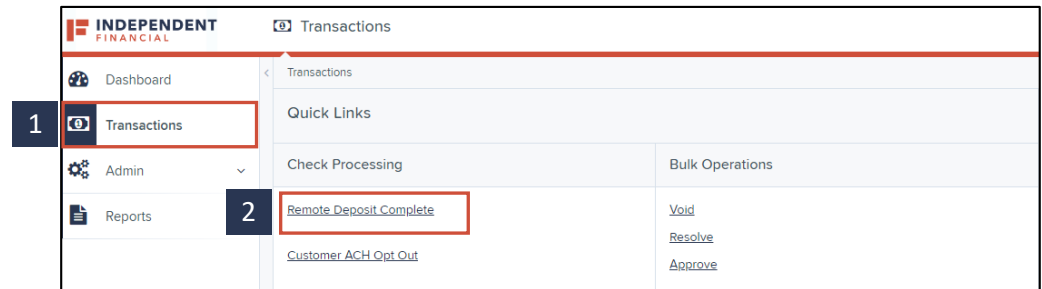 INDEPENDENT
FINANCIAL
Transactions
Dashboard
Transactions
1
Transactions
Quick Links
Admin
Check Processing
Bulk Operations
Reports
2
Remote Deposit Complete
Void
Resolve
Customer ACH Opt Out
Approve